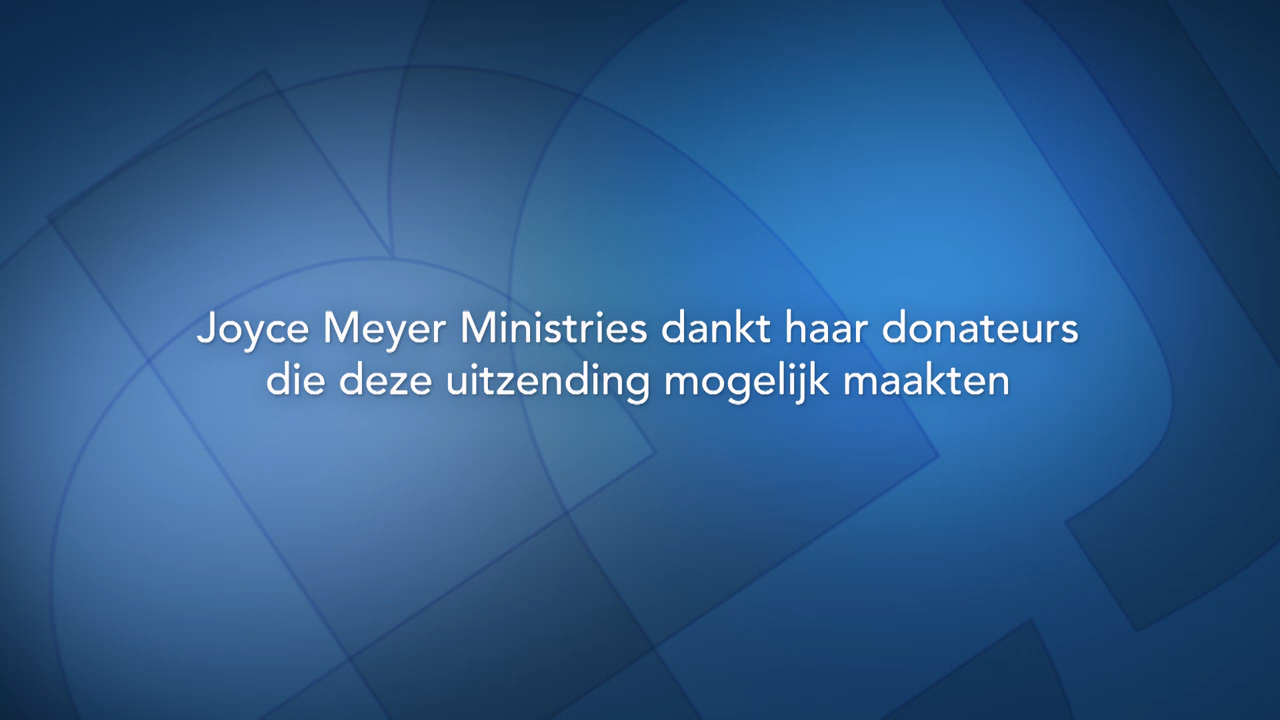 Joyce Meyer Ministries dankt haar donateurs
die deze uitzending mogelijk maakten